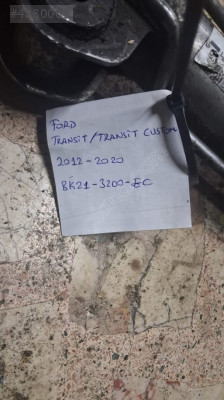 FORD
TRANSiT/TRANSiT CUSTOM
2012-2020
BK21-3200-EC